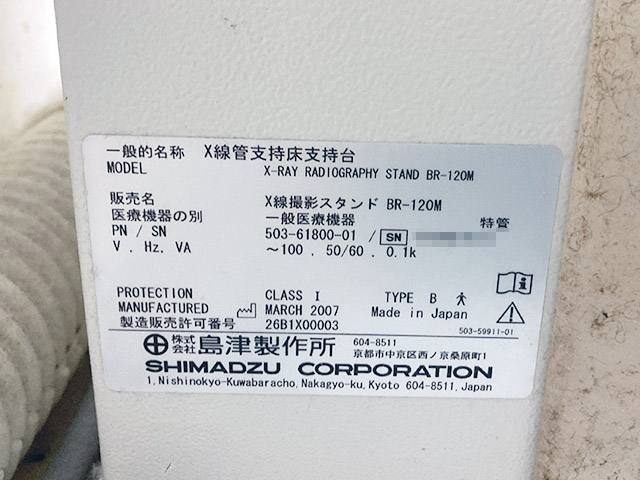 一般的名称 X線管支持床支持台
MODEL X-RAY RADIOGRAPHY STAND BR-120M
販売名 X線撮影スタンド BR-120M
医療機器の別 一般医療機器 特管
PN / SN 503-61800-01 / SN
V . Hz. VA ～100 . 50/60 . 0.1k
PROTECTION CLASS I TYPE B
MANUFACTURED MARCH 2007 Made in Japan
製造販売許可番号 26B1X00003
503-59911-01
株式会社 島津製作所 604-8511
京都市中京区西ノ京桑原町1
SHIMADZU CORPORATION
1, Nishinokyo-Kuwabaracho, Nakagyo-ku, Kyoto 604-8511, Japan